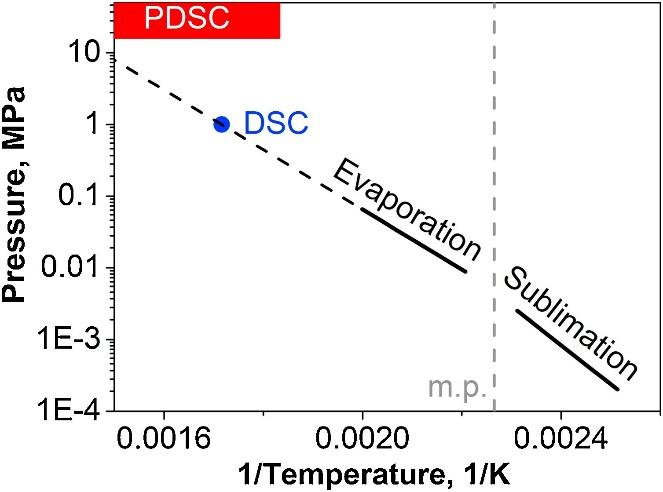 PDSC
10
1
DSC
0.1
0.01
1E-3
1E-4
Pressure, MPa
Evaporation
Sublimation
m.p.
0.0016
0.0020
0.0024
1/Temperature, 1/K